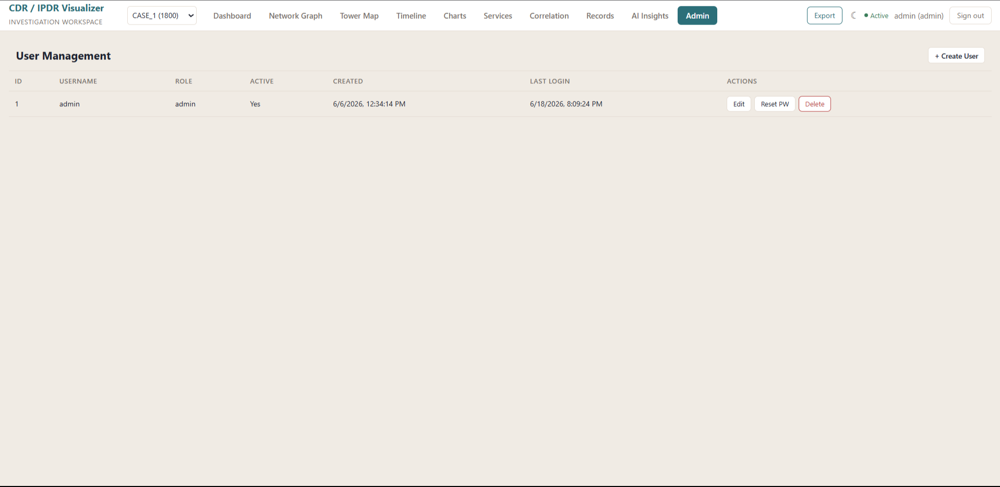 CDR / IPDR Visualizer
INVESTIGATION WORKSPACE
CASE_1 (1800)
Dashboard Network Graph Tower Map Timeline Charts Services Correlation Records AI Insights Admin
Export Active admin (admin) Sign out
User Management
+ Create User
ID USERNAME ROLE ACTIVE CREATED LAST LOGIN ACTIONS
1 admin admin Yes 6/6/2026, 12:34:14 PM 6/18/2026, 8:09:24 PM Edit Reset PW Delete